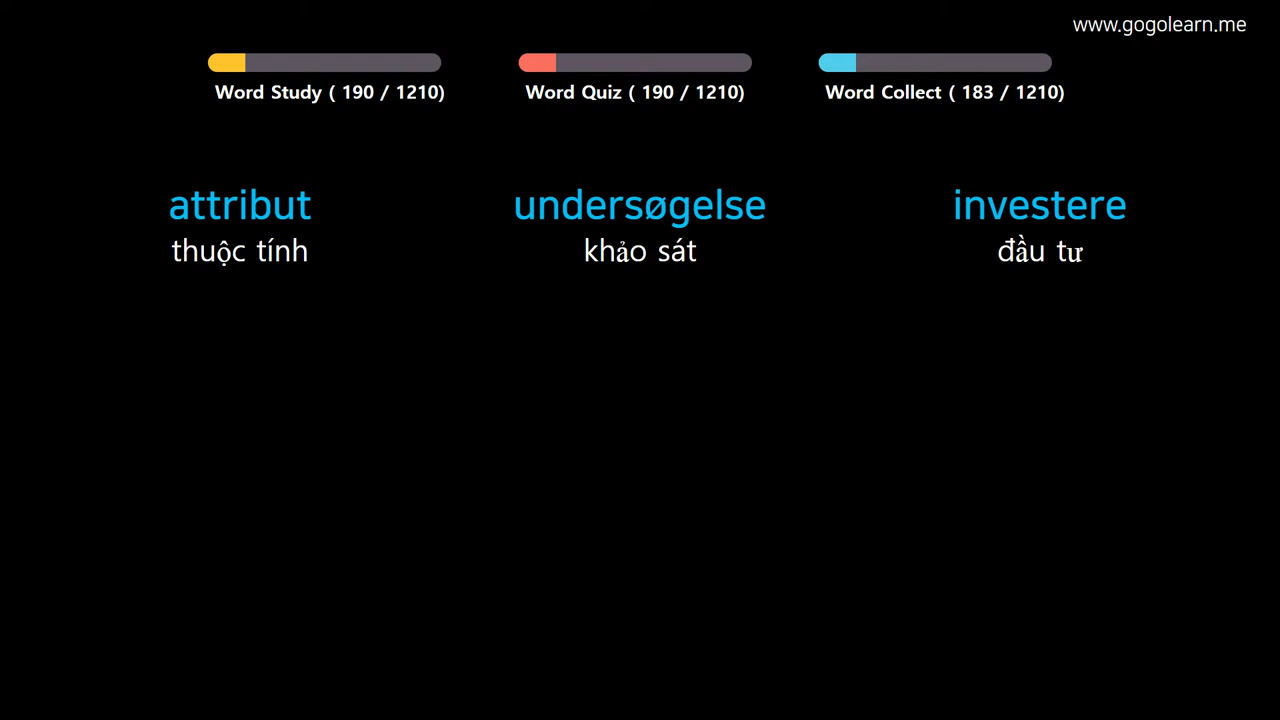 www.gogolearn.me
Word Study ( 190 / 1210) Word Quiz ( 190 / 1210) Word Collect ( 183 / 1210)
attribut undersøgelse investere
thuộc tính khảo sát đầu tư